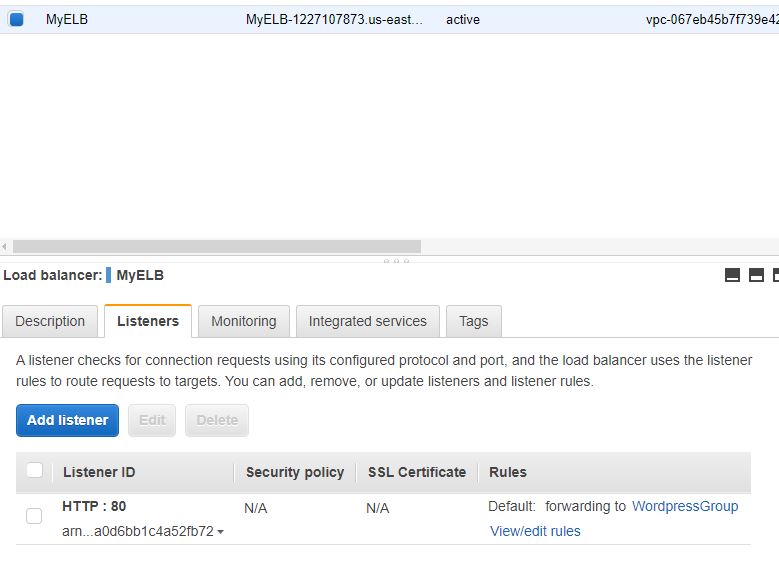 MyELB MyELB-1227107873.us-east... active vpc-067eb45b7f739e42
Load balancer: MyELB
Description Listeners Monitoring Integrated services Tags
A listener checks for connection requests using its configured protocol and port, and the load balancer uses the listener
rules to route requests to targets. You can add, remove, or update listeners and listener rules.
Add listener Edit Delete
Listener ID Security policy SSL Certificate Rules
HTTP : 80 N/A N/A Default: forwarding to WordpressGroup
arn...a0d6bb1c4a52fb72 View/edit rules